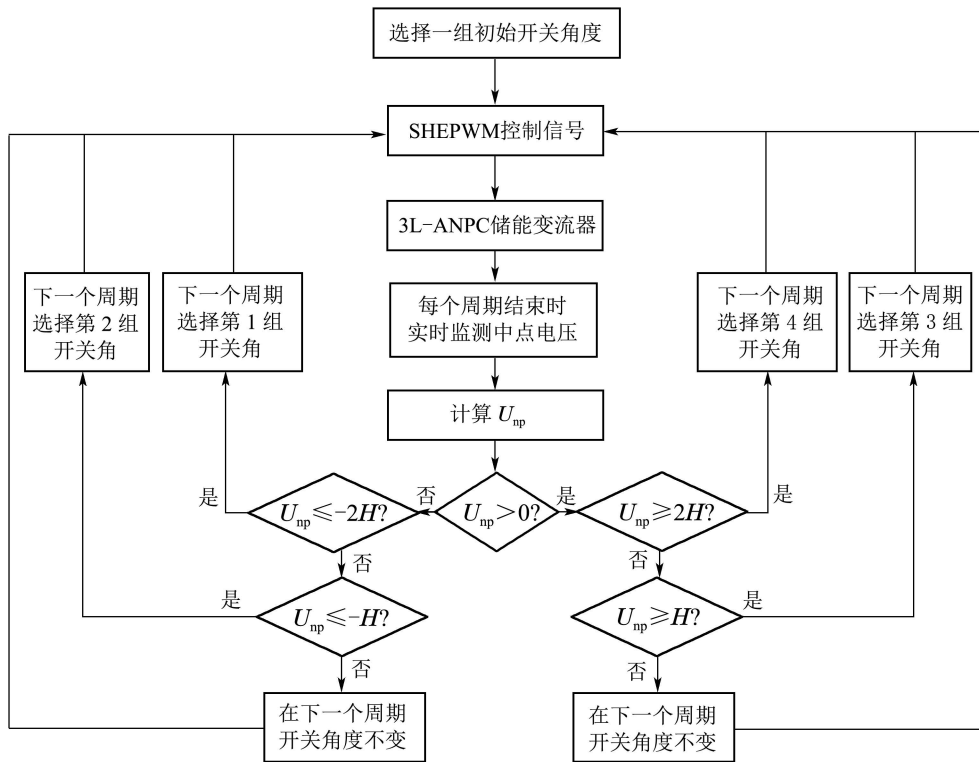 选择一组初始开关角度
SHEPWM控制信号
3L-ANPC储能变流器
下一个周期
选择第 2 组
开关角
下一个周期
选择第 1 组
开关角
每个周期结束时
实时监测中点电压
下一个周期
选择第 4 组
开关角
下一个周期
选择第 3 组
开关角
计算 Unp
是
Unp≤-2H?
否
Unp>0?
是
Unp≥2H?
是
否
否
是
Unp≤-H?
Unp≥H?
是
否
否
在下一个周期
开关角度不变
在下一个周期
开关角度不变